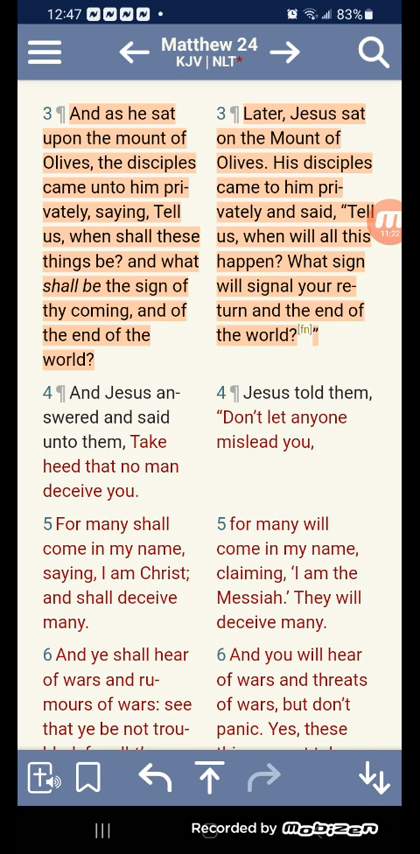 12:47 83%
Matthew 24
KJV | NLT*
3 ¶ And as he sat
upon the mount of
Olives, the disciples
came unto him pri-
vately, saying, Tell
us, when shall these
things be? and what
shall be the sign of
thy coming, and of
the end of the
world?
4 ¶ And Jesus an-
swered and said
unto them, Take
heed that no man
deceive you.
5 For many shall
come in my name,
saying, I am Christ;
and shall deceive
many.
6 And ye shall hear
of wars and ru-
mours of wars: see
that ye be not trou-
3 ¶ Later, Jesus sat
on the Mount of
Olives. His disciples
came to him pri-
vately and said, “Tell
us, when will all this
happen? What sign
will signal your re-
turn and the end of
the world?[fn]”
4 ¶ Jesus told them,
“Don’t let anyone
mislead you,
5 for many will
come in my name,
claiming, ‘I am the
Messiah.’ They will
deceive many.
6 And you will hear
of wars and threats
of wars, but don’t
panic. Yes, these
11:22
Recorded by mobizen